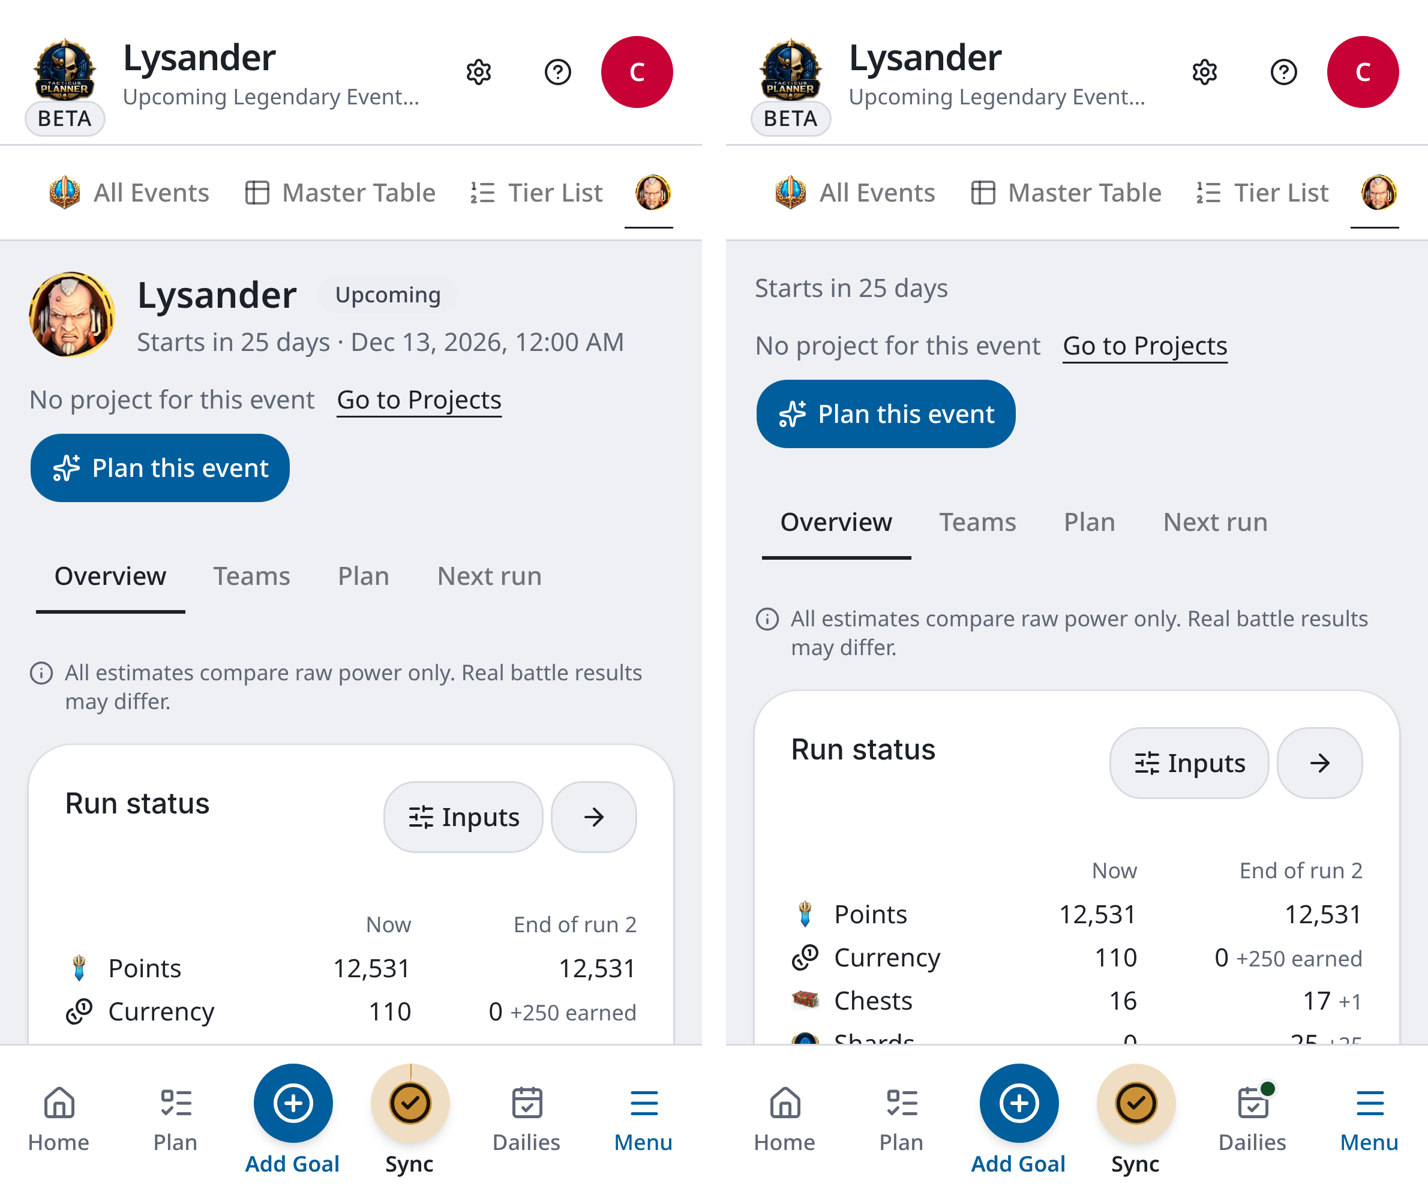 TACTICUS
PLANNER
BETA
Lysander
Upcoming Legendary Event...
C
All Events
Master Table
Tier List
Lysander
Upcoming
Starts in 25 days · Dec 13, 2026, 12:00 AM
No project for this event
Go to Projects
Plan this event
Overview
Teams
Plan
Next run
All estimates compare raw power only. Real battle results
may differ.
Run status
Inputs
Now
End of run 2
Points
12,531
12,531
Currency
110
0 +250 earned
Home
Plan
Add Goal
Sync
Dailies
Menu
TACTICUS
PLANNER
BETA
Lysander
Upcoming Legendary Event...
C
All Events
Master Table
Tier List
Starts in 25 days
No project for this event
Go to Projects
Plan this event
Overview
Teams
Plan
Next run
All estimates compare raw power only. Real battle results
may differ.
Run status
Inputs
Now
End of run 2
Points
12,531
12,531
Currency
110
0 +250 earned
Chests
16
17 +1
Shards
0
25 +25
Home
Plan
Add Goal
Sync
Dailies
Menu